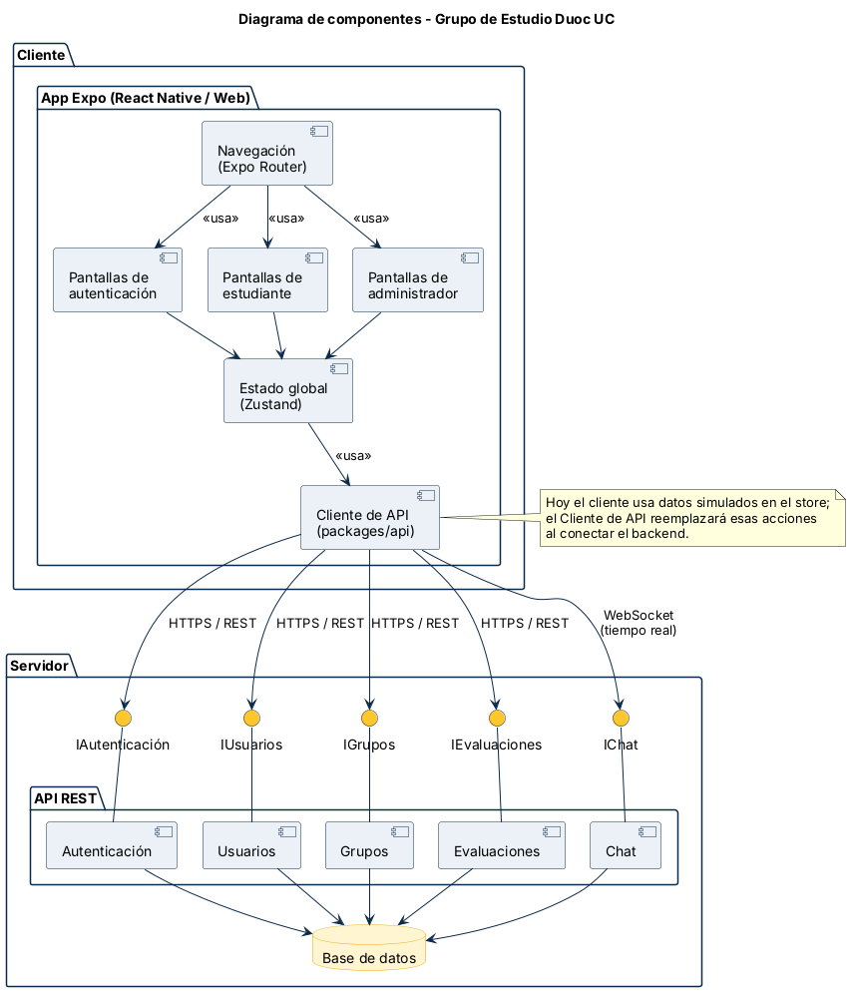 Diagrama de componentes - Grupo de Estudio Duoc UC
Cliente
App Expo (React Native / Web)
Navegación
(Expo Router)
«usa»
«usa»
«usa»
Pantallas de
autenticación
Pantallas de
estudiante
Pantallas de
administrador
Estado global
(Zustand)
«usa»
Cliente de API
(packages/api)
Hoy el cliente usa datos simulados en el store;
el Cliente de API reemplazará esas acciones
al conectar el backend.
HTTPS / REST
HTTPS / REST
HTTPS / REST
HTTPS / REST
WebSocket
(tiempo real)
Servidor
IAutenticación
IUsuarios
IGrupos
IEvaluaciones
IChat
API REST
Autenticación
Usuarios
Grupos
Evaluaciones
Chat
Base de datos